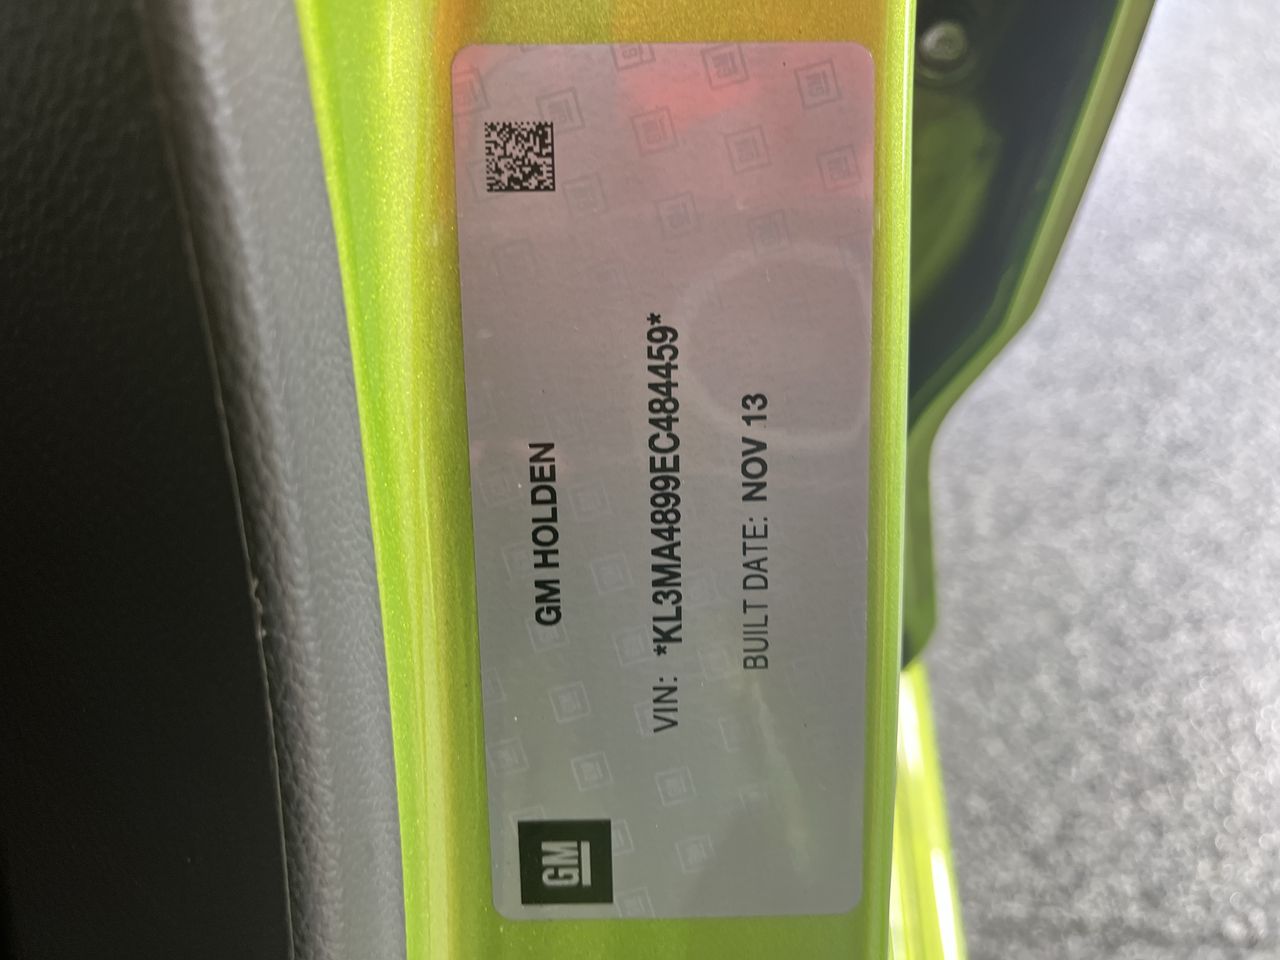 GM
GM HOLDEN
VIN: *KL3MA4899EC484459*
BUILT DATE: NOV 13